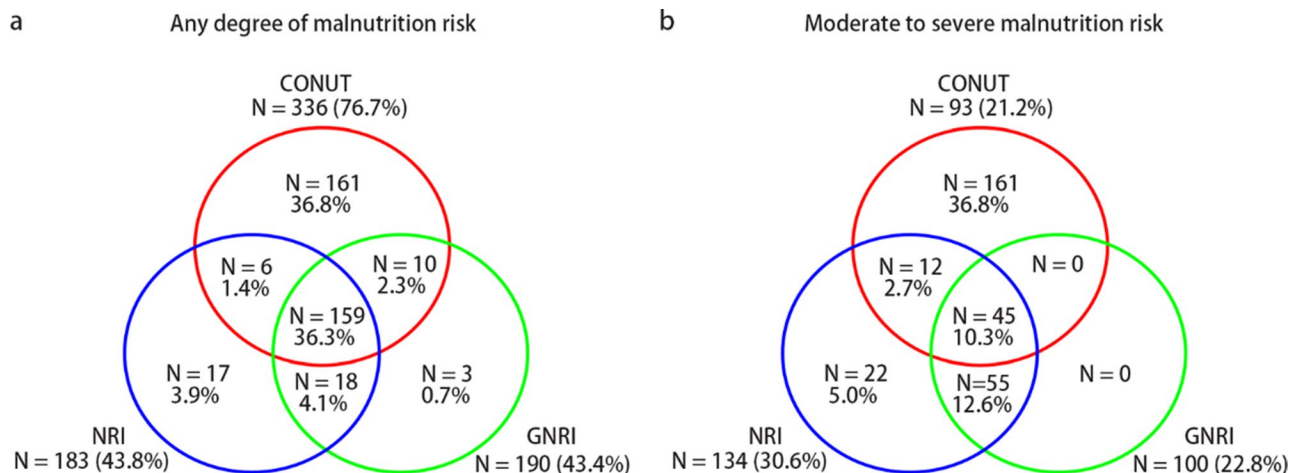 a
Any degree of malnutrition risk
CONUT
N = 336 (76.7%)
N = 161
36.8%
N = 6
1.4%
N = 10
2.3%
N = 159
36.3%
N = 17
3.9%
N = 18
4.1%
N = 3
0.7%
NRI
N = 183 (43.8%)
GNRI
N = 190 (43.4%)
b
Moderate to severe malnutrition risk
CONUT
N = 93 (21.2%)
N = 161
36.8%
N = 12
2.7%
N = 0
N = 45
10.3%
N = 22
5.0%
N=55
12.6%
N = 0
NRI
N = 134 (30.6%)
GNRI
N = 100 (22.8%)